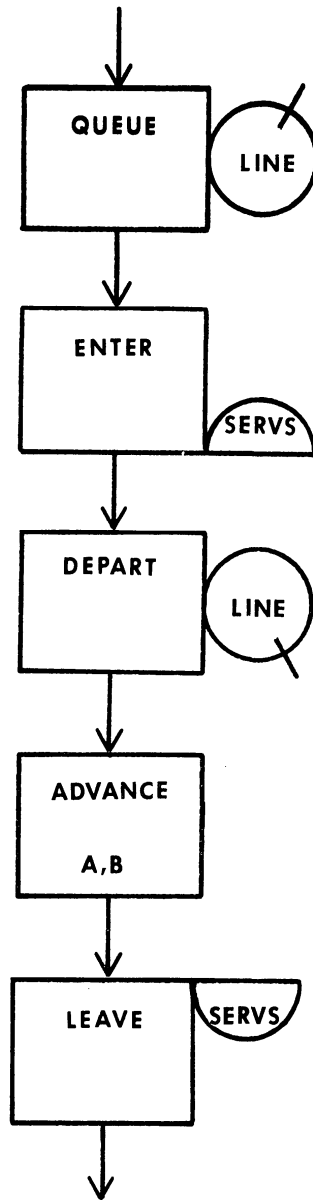 QUEUE
LINE
ENTER
SERVS
DEPART
LINE
ADVANCE
A,B
LEAVE
SERVS